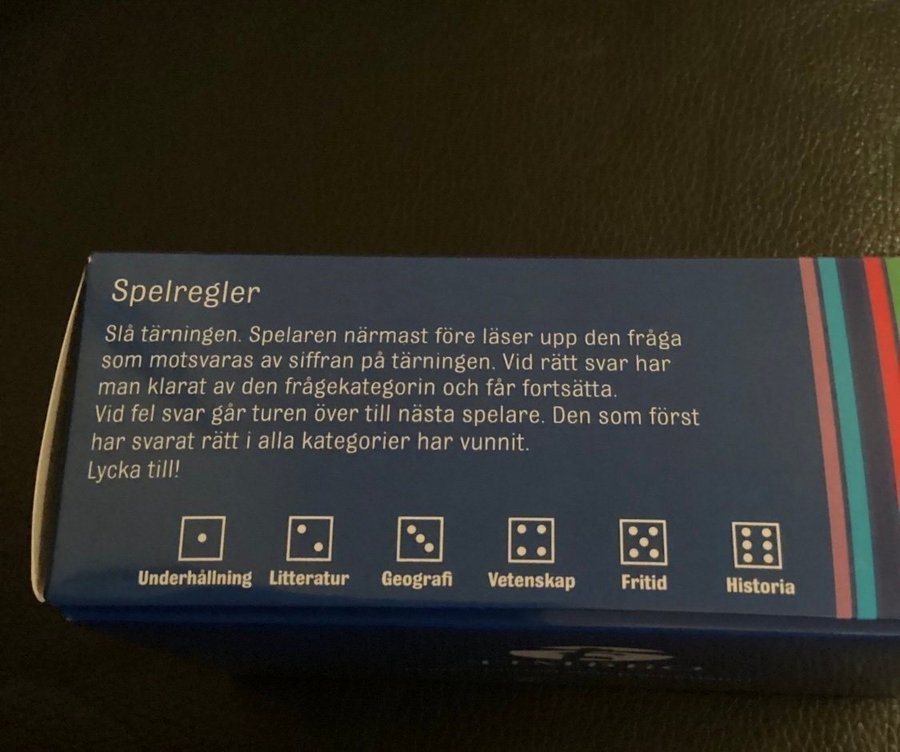 Spelregler
Slå tärningen. Spelaren närmast före läser upp den fråga
som motsvaras av siffran på tärningen. Vid rätt svar har
man klarat av den frågekategorin och får fortsätta.
Vid fel svar går turen över till nästa spelare. Den som först
har svarat rätt i alla kategorier har vunnit.
Lycka till!
Underhållning Litteratur Geografi Vetenskap Fritid Historia